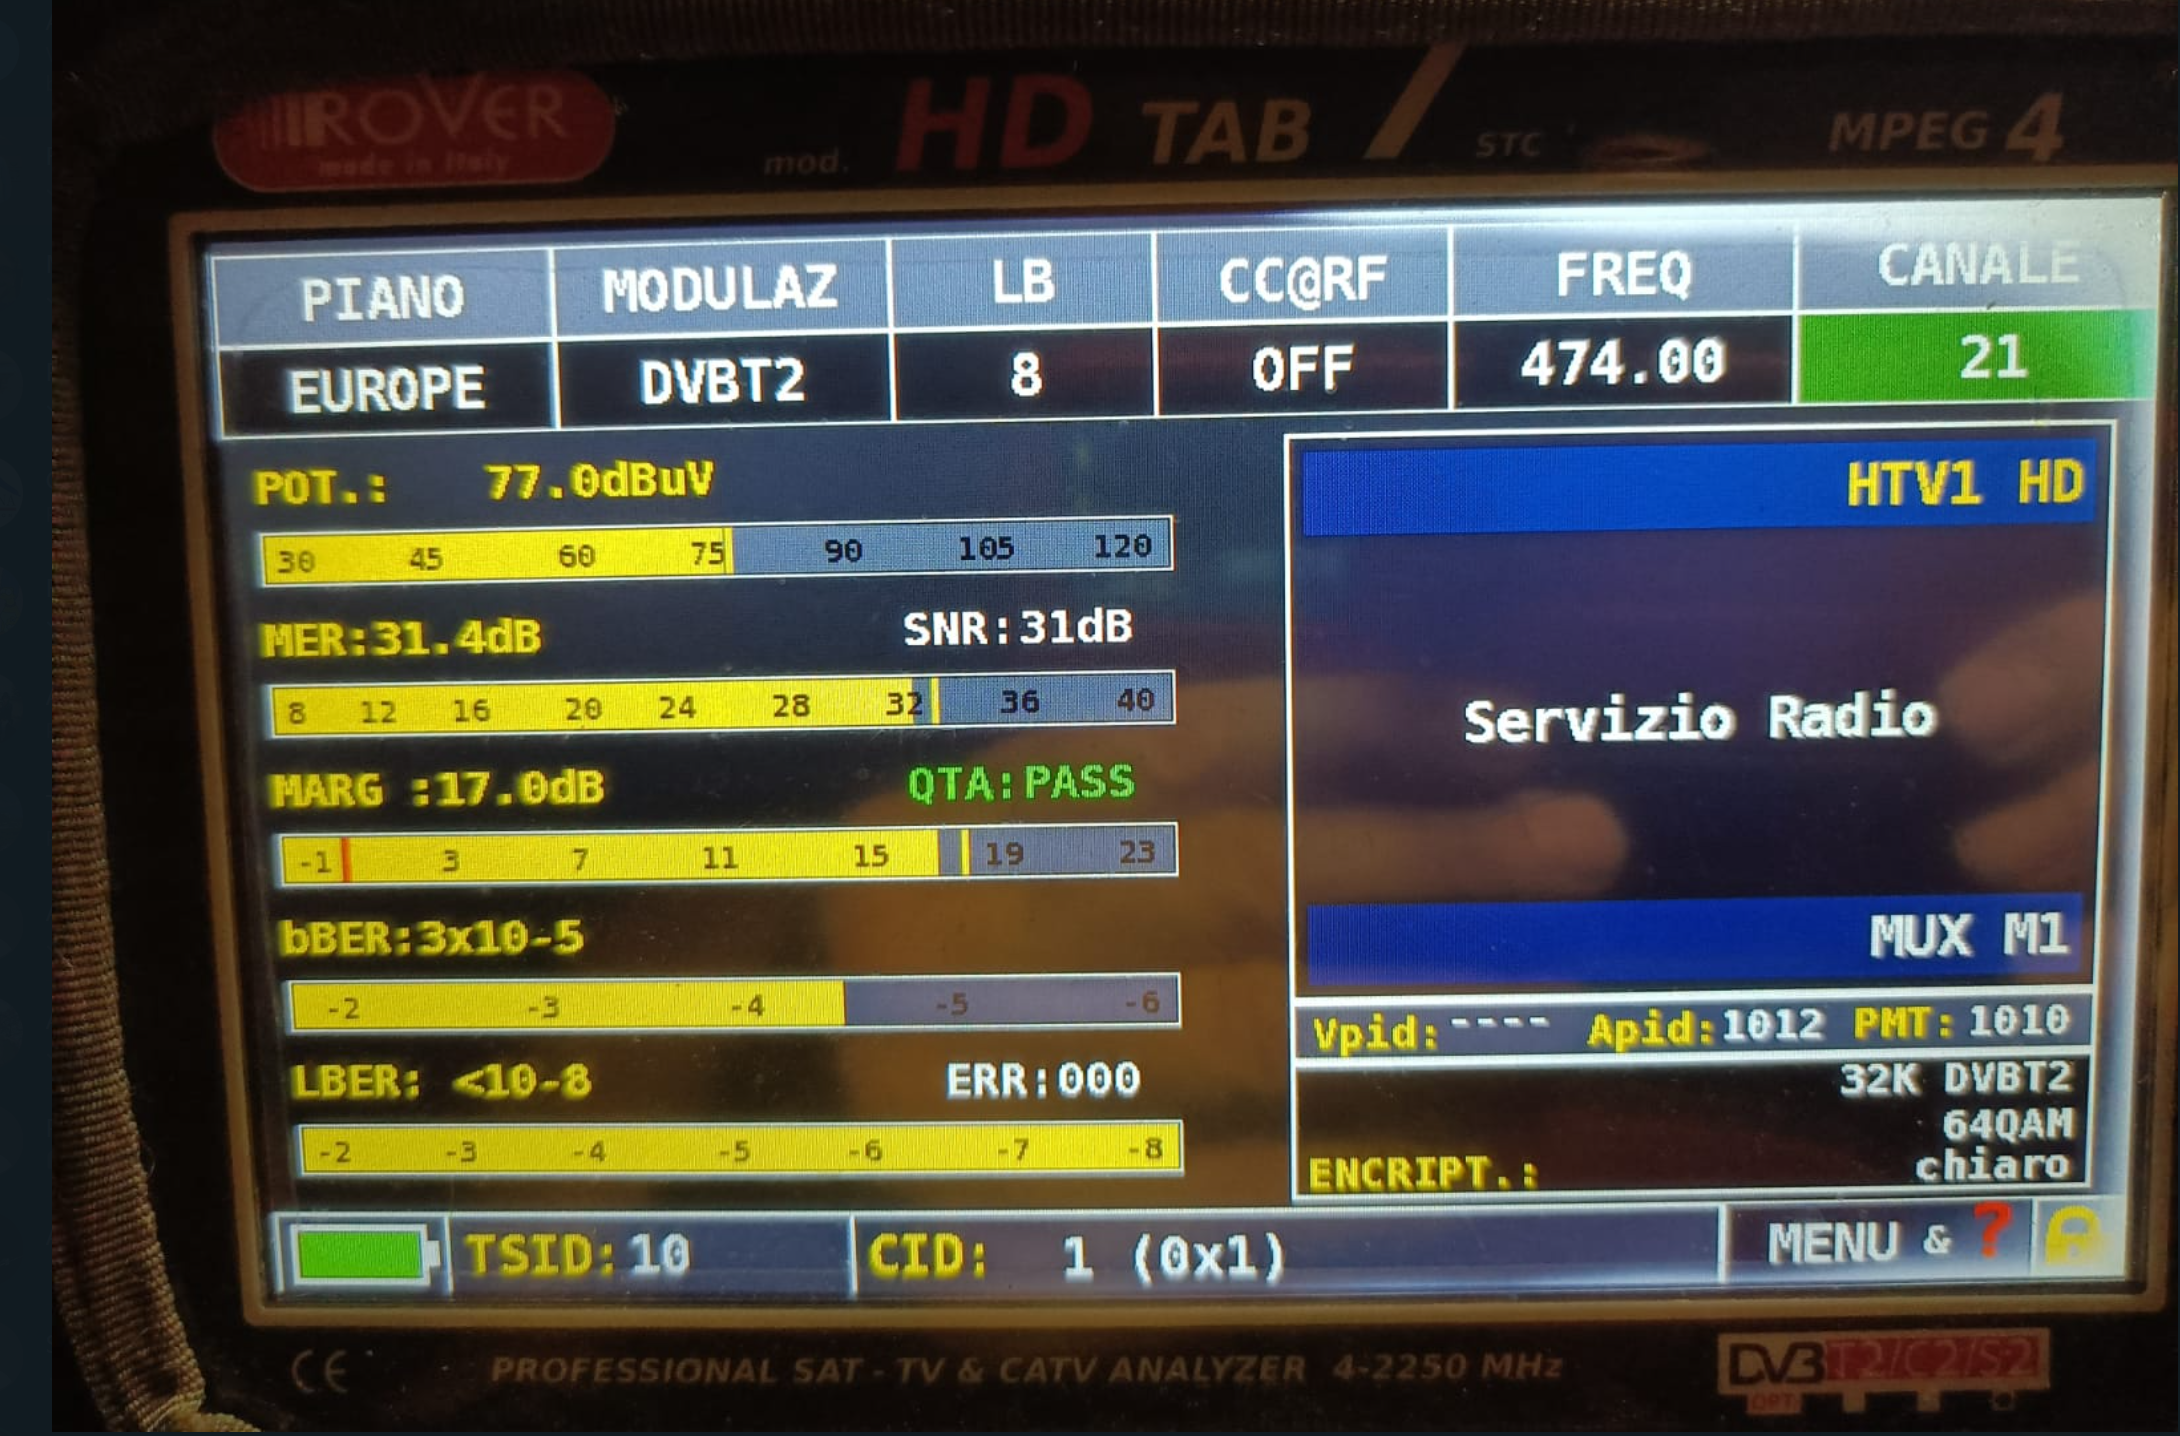 ROVER
made in Italy
mod. HD TAB 7 STC MPEG 4
PIANO MODULAZ LB CC@RF FREQ CANALE
EUROPE DVBT2 8 OFF 474.00 21
POT.: 77.0dBuV
30 45 60 75 90 105 120
MER:31.4dB SNR:31dB
8 12 16 20 24 28 32 36 40
MARG :17.0dB QTA:PASS
-1 3 7 11 15 19 23
bBER:3x10-5
-2 -3 -4 -5 -6
LBER: <10-8 ERR:000
-2 -3 -4 -5 -6 -7 -8
HTV1 HD
Servizio Radio
MUX M1
Vpid:---- Apid:1012 PMT:1010
32K DVBT2
64QAM
ENCRIPT.: chiaro
TSID:10 CID: 1 (0x1) MENU & ?
CE PROFESSIONAL SAT - TV & CATV ANALYZER 4-2250 MHz DVB T2/C2/S2
OPT